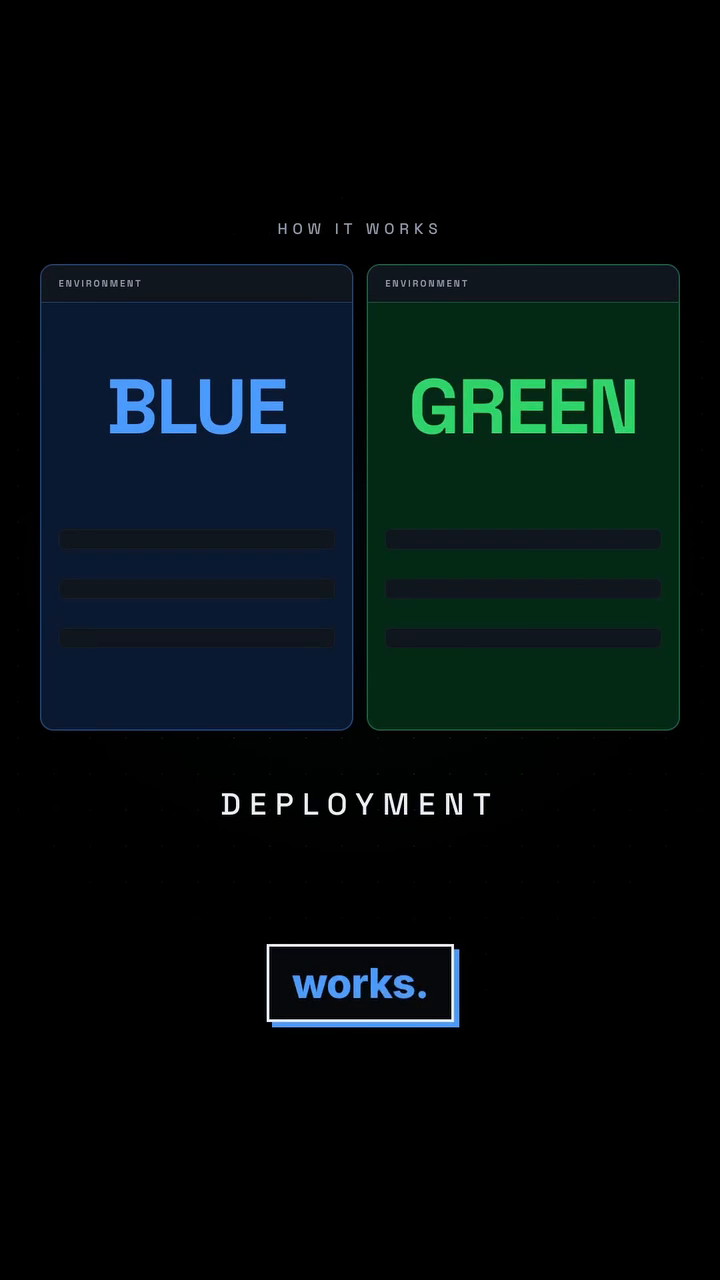 HOW IT WORKS
ENVIRONMENT
BLUE
ENVIRONMENT
GREEN
DEPLOYMENT
works.